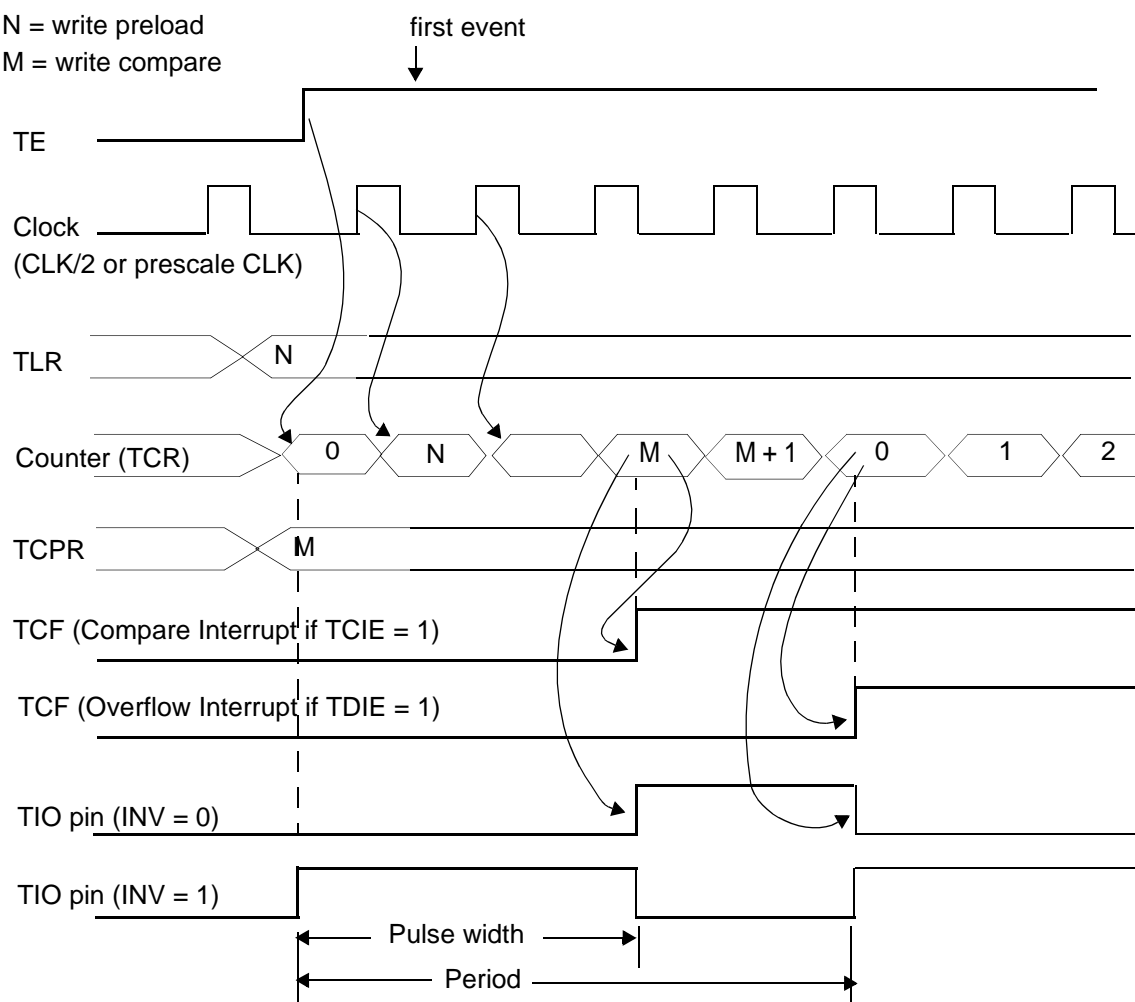 N = write preload
first event
M = write compare
TE
Clock
(CLK/2 or prescale CLK)
TLR
N
Counter (TCR)
0
N
M
M + 1
0
1
2
TCPR
M
TCF (Compare Interrupt if TCIE = 1)
TCF (Overflow Interrupt if TDIE = 1)
TIO pin (INV = 0)
TIO pin (INV = 1)
Pulse width
Period